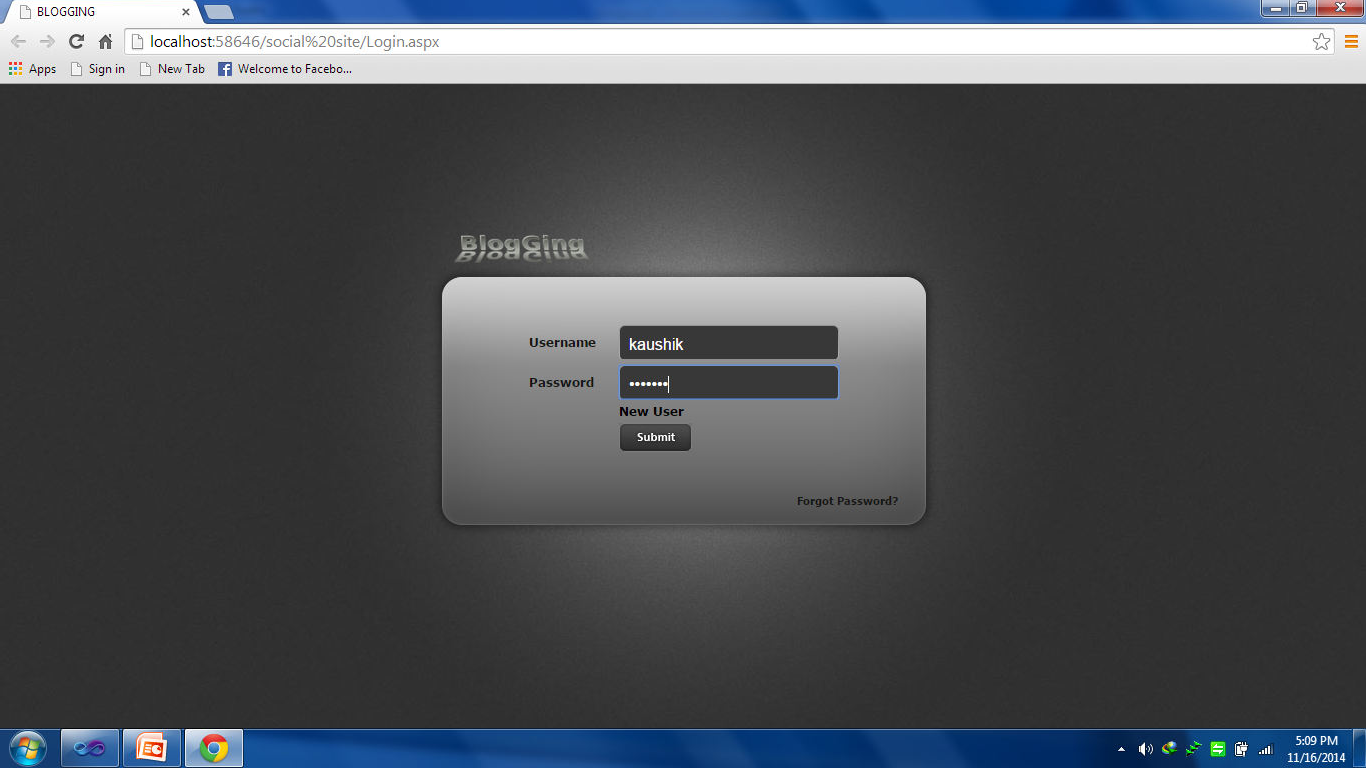 BLOGGING
localhost:58646/social%20site/Login.aspx
Apps Sign in New Tab Welcome to Facebo...
BlogGing
Username kaushik
Password •••••••
New User
Submit
Forgot Password?
5:09 PM
11/16/2014